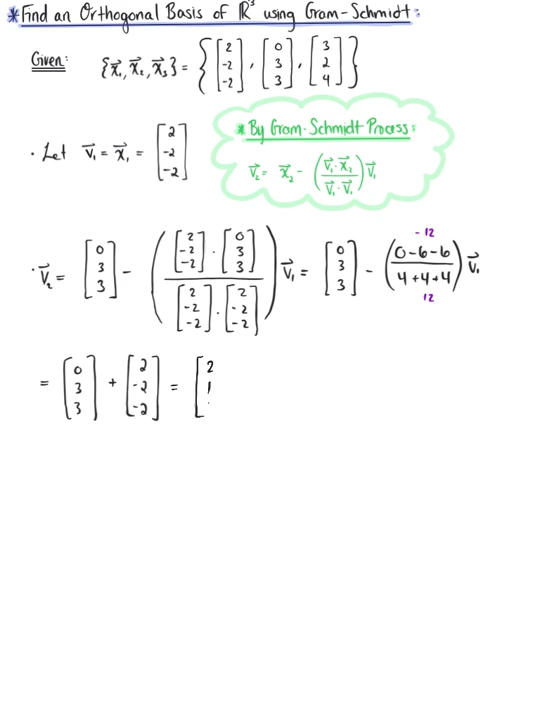 *Find an Orthogonal Basis of ℝ³ using Gram-Schmidt:
Given: {x⃗₁, x⃗₂, x⃗₃} = { [2 -2 -2], [0 3 3], [3 2 4] }
· Let v⃗₁ = x⃗₁ = [2 -2 -2]
* By Gram-Schmidt Process:
v⃗₂ = x⃗₂ - (v⃗₁·x⃗₂ / v⃗₁·v⃗₁) v⃗₁
· v⃗₂ = [0 3 3] - ([2 -2 -2]·[0 3 3] / [2 -2 -2]·[2 -2 -2]) v⃗₁ = [0 3 3] - (0-6-6 / 4+4+4) v⃗₁
-12
12
= [0 3 3] + [2 -2 -2] = [2 1